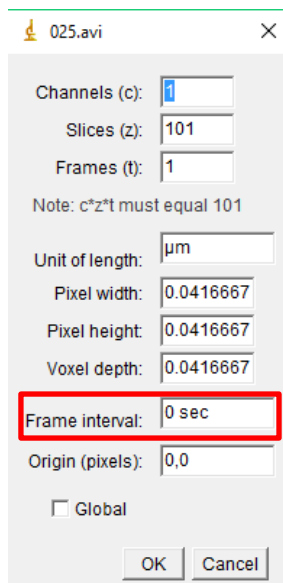 025.avi
Channels (c): 1
Slices (z): 101
Frames (t): 1
Note: c*z*t must equal 101
Unit of length: µm
Pixel width: 0.0416667
Pixel height: 0.0416667
Voxel depth: 0.0416667
Frame interval: 0 sec
Origin (pixels): 0,0
Global
OK Cancel